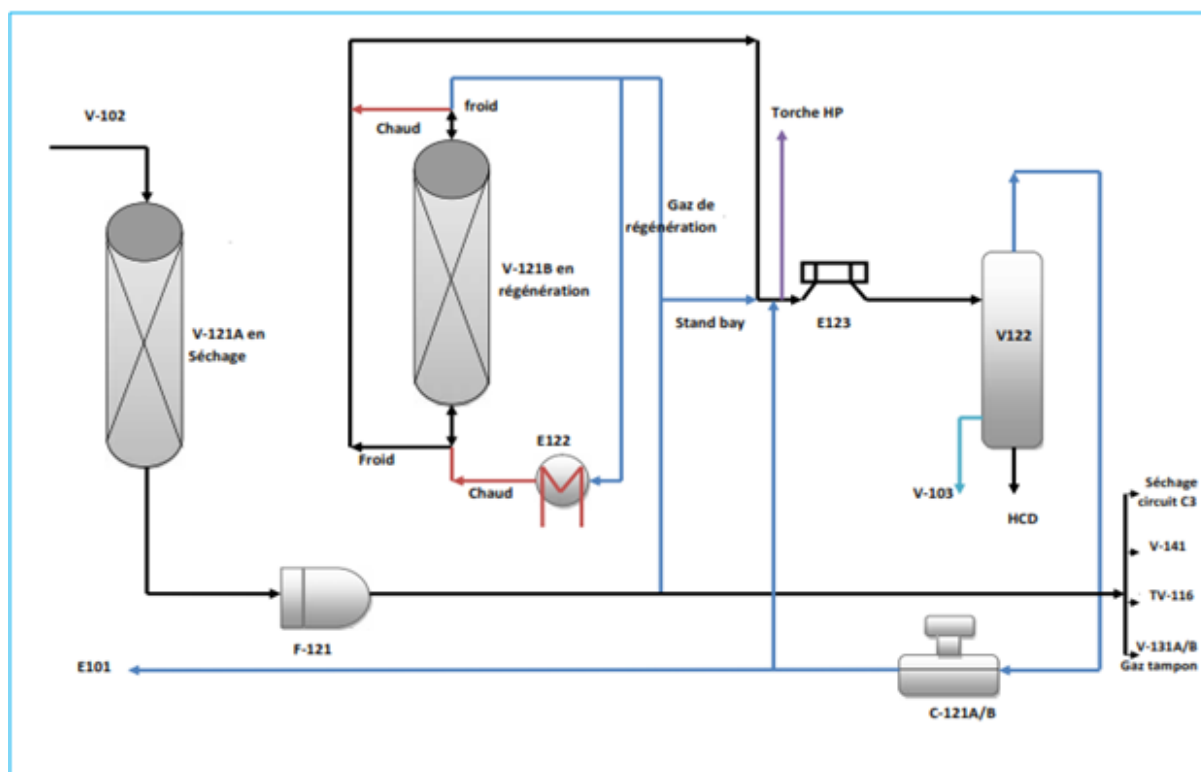 V-102
froid
Chaud
Torche HP
Gaz de
régénération
V-121B en
régénération
V-121A en
Séchage
Stand bay
E123
V122
E122
Froid
Chaud
V-103
HCD
Séchage
circuit C3
V-141
TV-116
V-131A/B
Gaz tampon
F-121
E101
C-121A/B